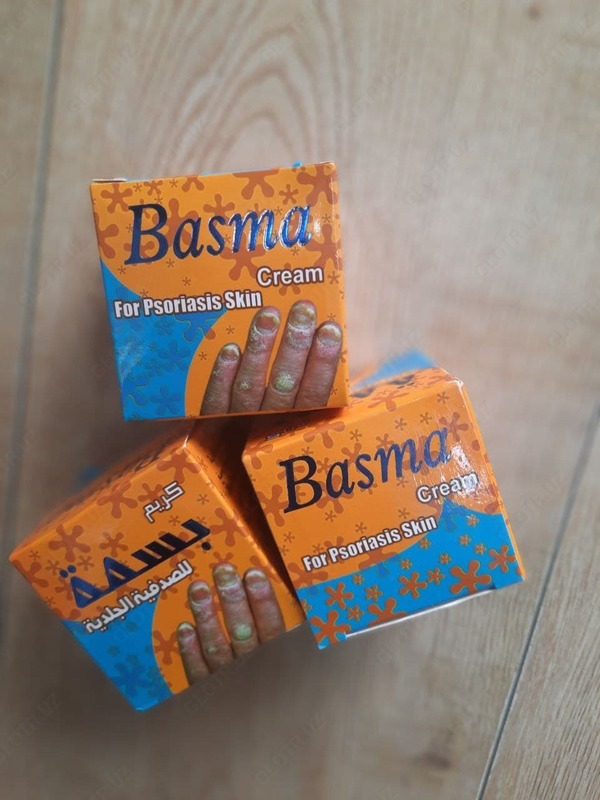 Basma
Cream
For Psoriasis Skin
Basma
Cream
For Psoriasis Skin
كريم
بسمة
للصدفية الجلدية